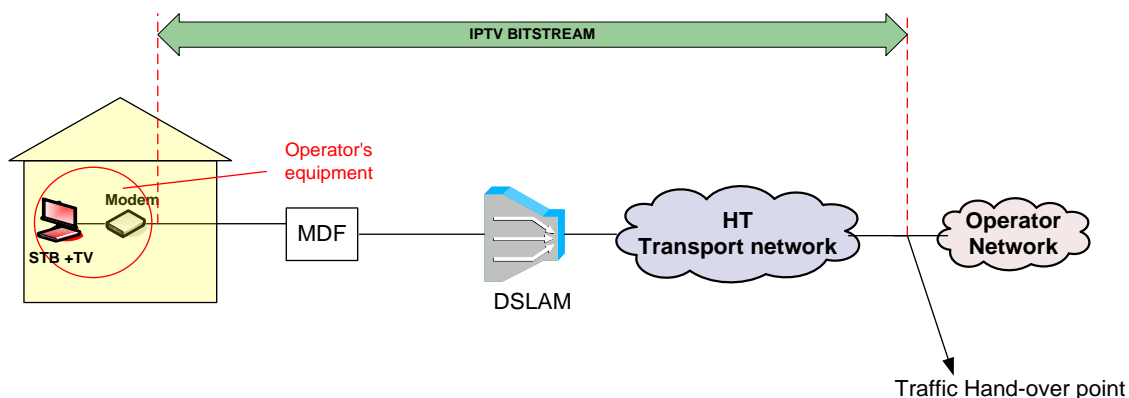 IPTV BITSTREAM
Operator's
equipment
Modem
STB +TV
MDF
DSLAM
HT
Transport network
Operator
Network
Traffic Hand-over point